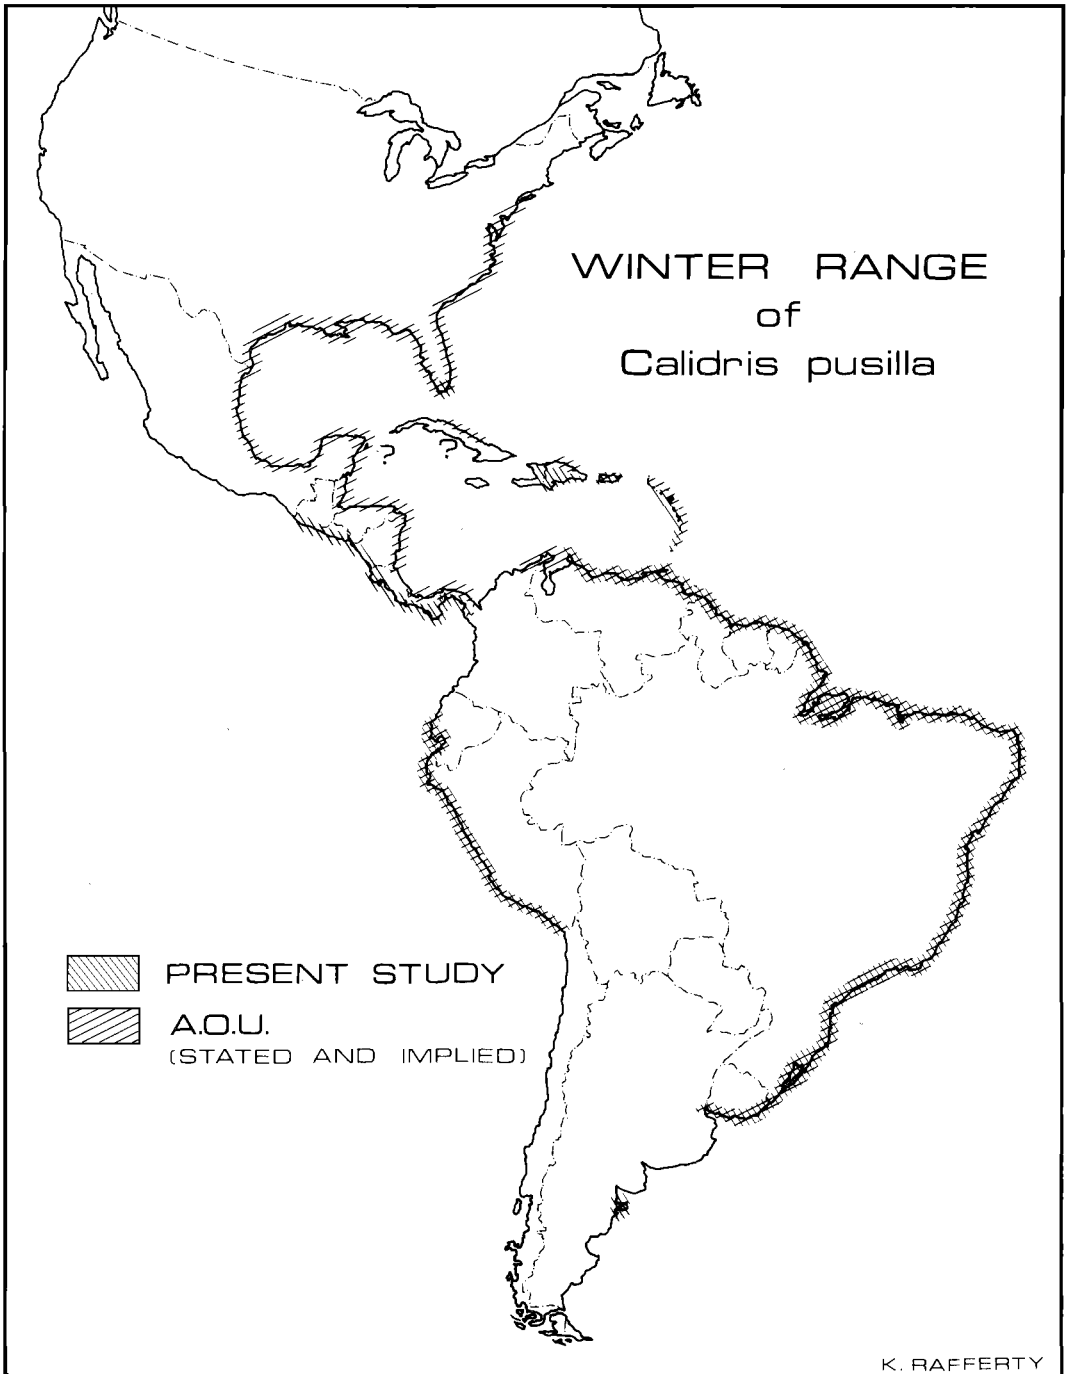 WINTER RANGE
of
Calidris pusilla
? ?
PRESENT STUDY
A.O.U.
(STATED AND IMPLIED)
K. RAFFERTY